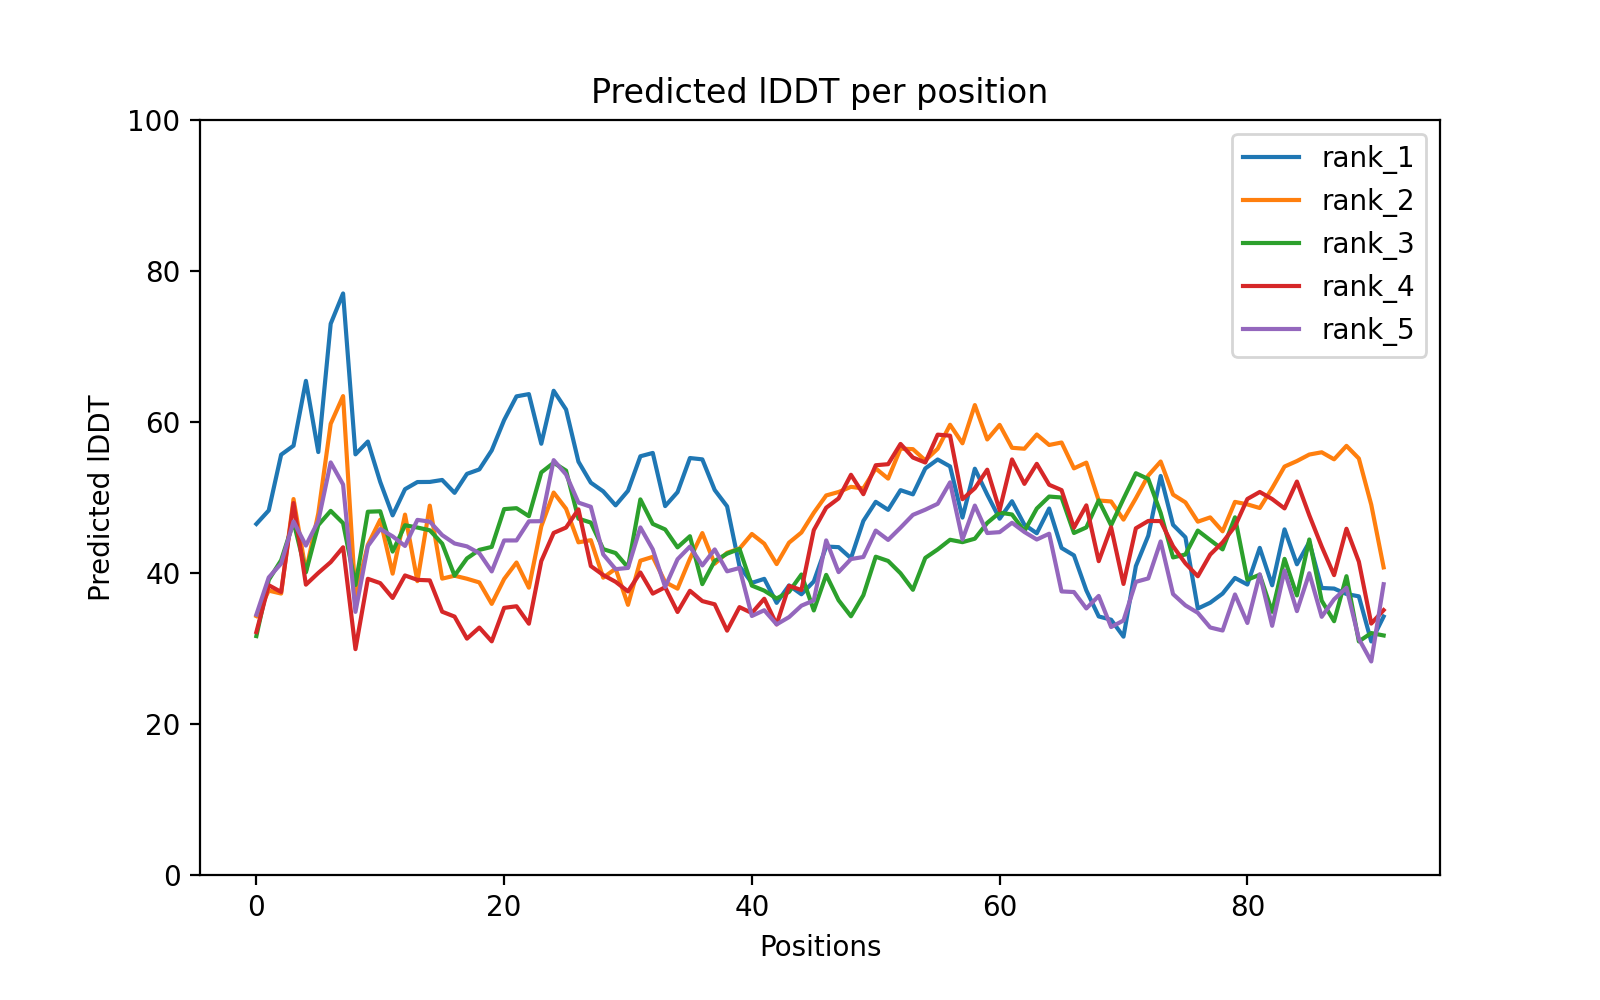 Predicted lDDT per position
100
80
60
40
20
0
Predicted lDDT
0 20 40 60 80
Positions
rank_1
rank_2
rank_3
rank_4
rank_5